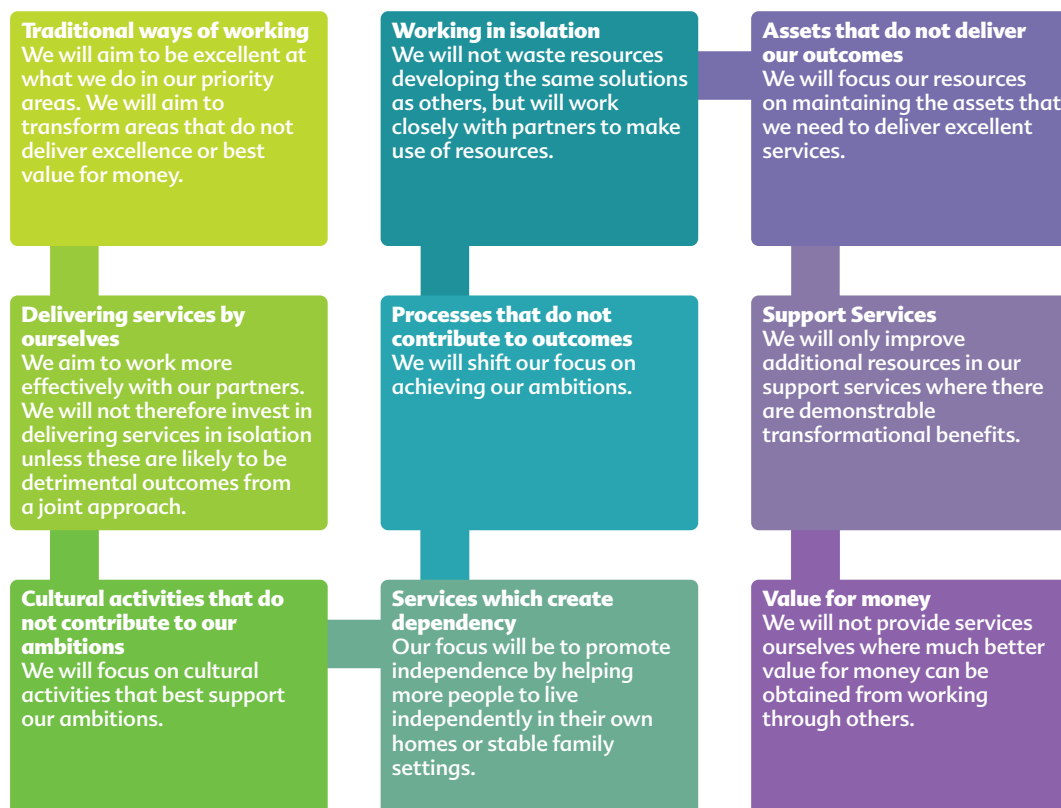 Traditional ways of working
We will aim to be excellent at
what we do in our priority
areas. We will aim to
transform areas that do not
deliver excellence or best
value for money.
Delivering services by
ourselves
We aim to work more
effectively with our partners.
We will not therefore invest in
delivering services in isolation
unless these are likely to be
detrimental outcomes from
a joint approach.
Cultural activities that do
not contribute to our
ambitions
We will focus on cultural
activities that best support
our ambitions.
Services which create
dependency
Our focus will be to promote
independence by helping
more people to live
independently in their own
homes or stable family
settings.
Processes that do not
contribute to outcomes
We will shift our focus on
achieving our ambitions.
Working in isolation
We will not waste resources
developing the same solutions
as others, but will work
closely with partners to make
use of resources.
Assets that do not deliver
our outcomes
We will focus our resources
on maintaining the assets that
we need to deliver excellent
services.
Support Services
We will only improve
additional resources in our
support services where there
are demonstrable
transformational benefits.
Value for money
We will not provide services
ourselves where much better
value for money can be
obtained from working
through others.